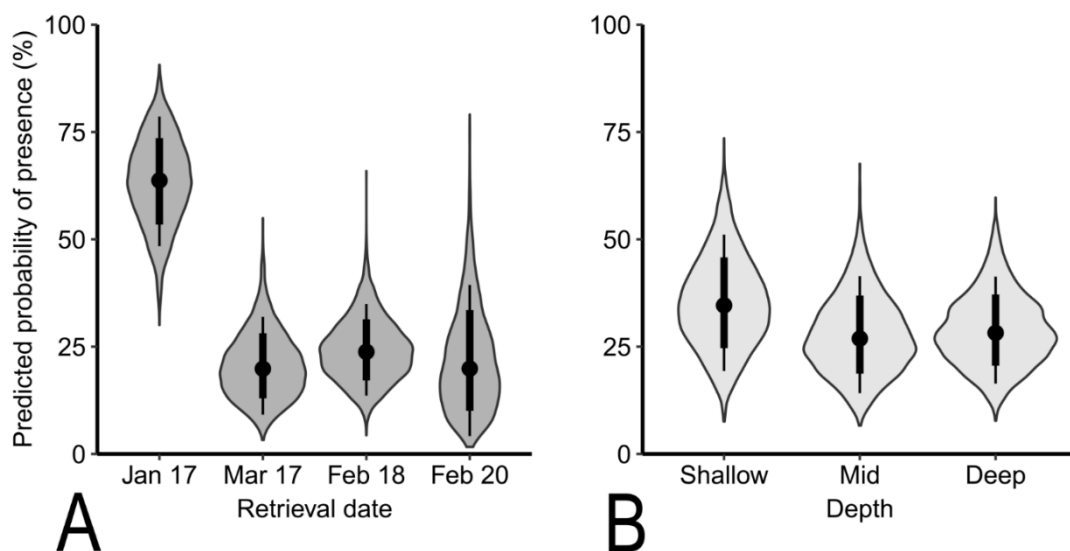 Predicted probability of presence (%)
100
75
50
25
0
Jan 17 Mar 17 Feb 18 Feb 20
Retrieval date
A
100
75
50
25
0
Shallow Mid Deep
Depth
B